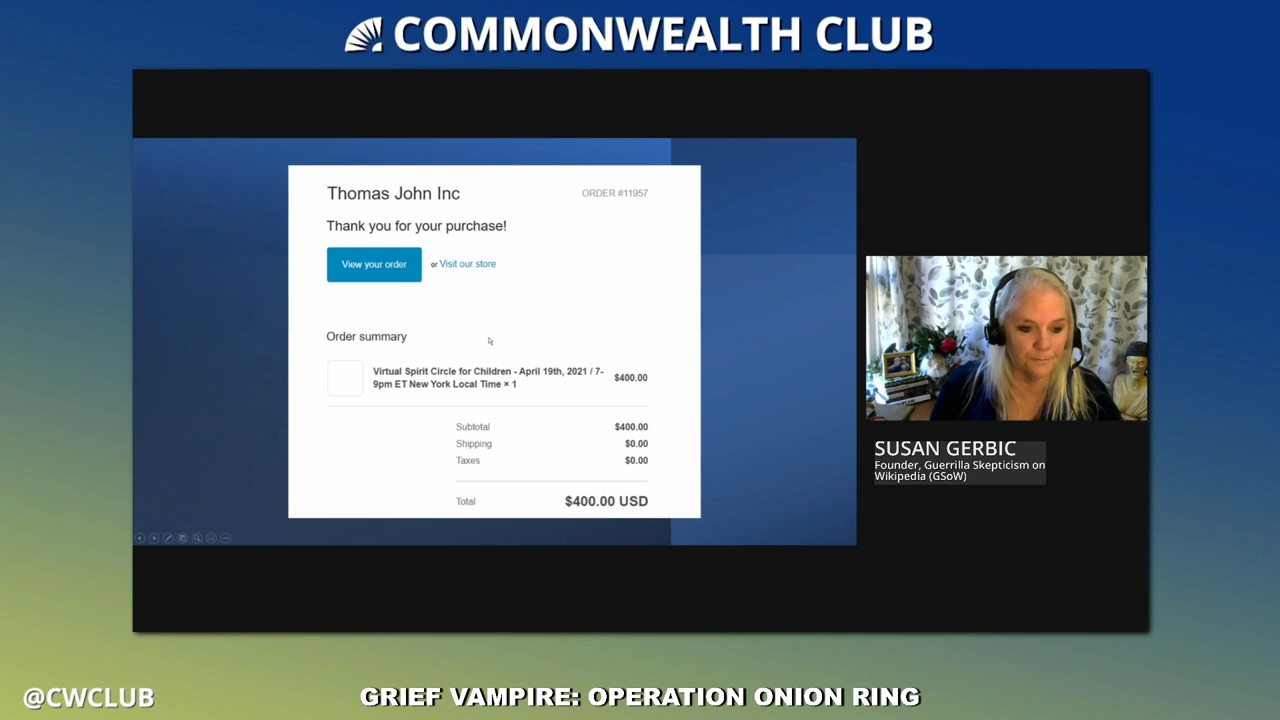 COMMONWEALTH CLUB
Thomas John Inc
ORDER #11957
Thank you for your purchase!
View your order
or Visit our store
Order summary
Virtual Spirit Circle for Children - April 19th, 2021 / 7-
9pm ET New York Local Time × 1
$400.00
Subtotal
$400.00
Shipping
$0.00
Taxes
$0.00
Total
$400.00 USD
SUSAN GERBIC
Founder, Guerrilla Skepticism on
Wikipedia (GSoW)
@CWCLUB
GRIEF VAMPIRE: OPERATION ONION RING